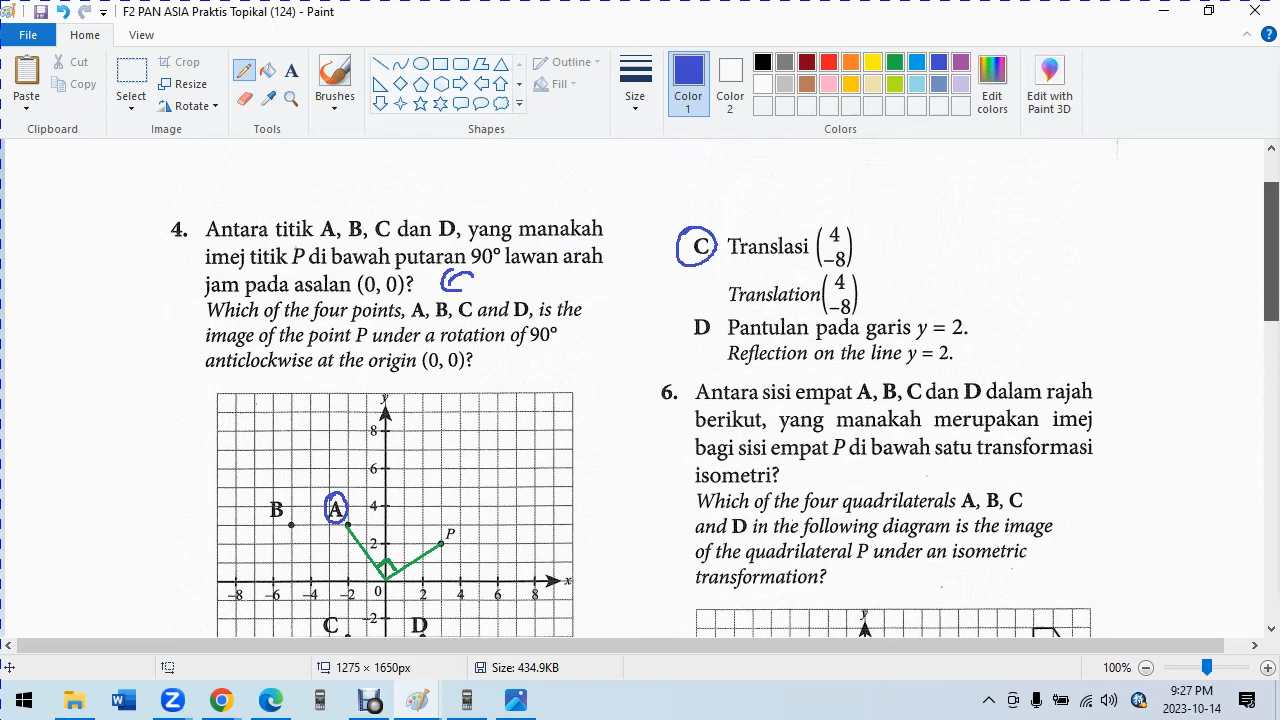 F2 PAN ASIA Praktis Topikal (124) - Paint
File Home View
Paste Cut Copy Clipboard
Select Crop Resize Rotate Image
Tools
Brushes
Shapes
Outline Fill
Size
Color 1 Color 2 Edit colors Colors
Edit with Paint 3D
4. Antara titik A, B, C dan D, yang manakah
imej titik P di bawah putaran 90° lawan arah
jam pada asalan (0, 0)?
Which of the four points, A, B, C and D, is the
image of the point P under a rotation of 90°
anticlockwise at the origin (0, 0)?
y
8
6
B A 4
P
2
-8 -6 -4 -2 0 2 4 6 8 x
-2
C D
C Translasi (4 -8)
Translation (4 -8)
D Pantulan pada garis y = 2.
Reflection on the line y = 2.
6. Antara sisi empat A, B, C dan D dalam rajah
berikut, yang manakah merupakan imej
bagi sisi empat P di bawah satu transformasi
isometri?
Which of the four quadrilaterals A, B, C
and D in the following diagram is the image
of the quadrilateral P under an isometric
transformation?
y
1275 × 1650px Size: 434.9KB 100%
9:27 PM
2023-10-14